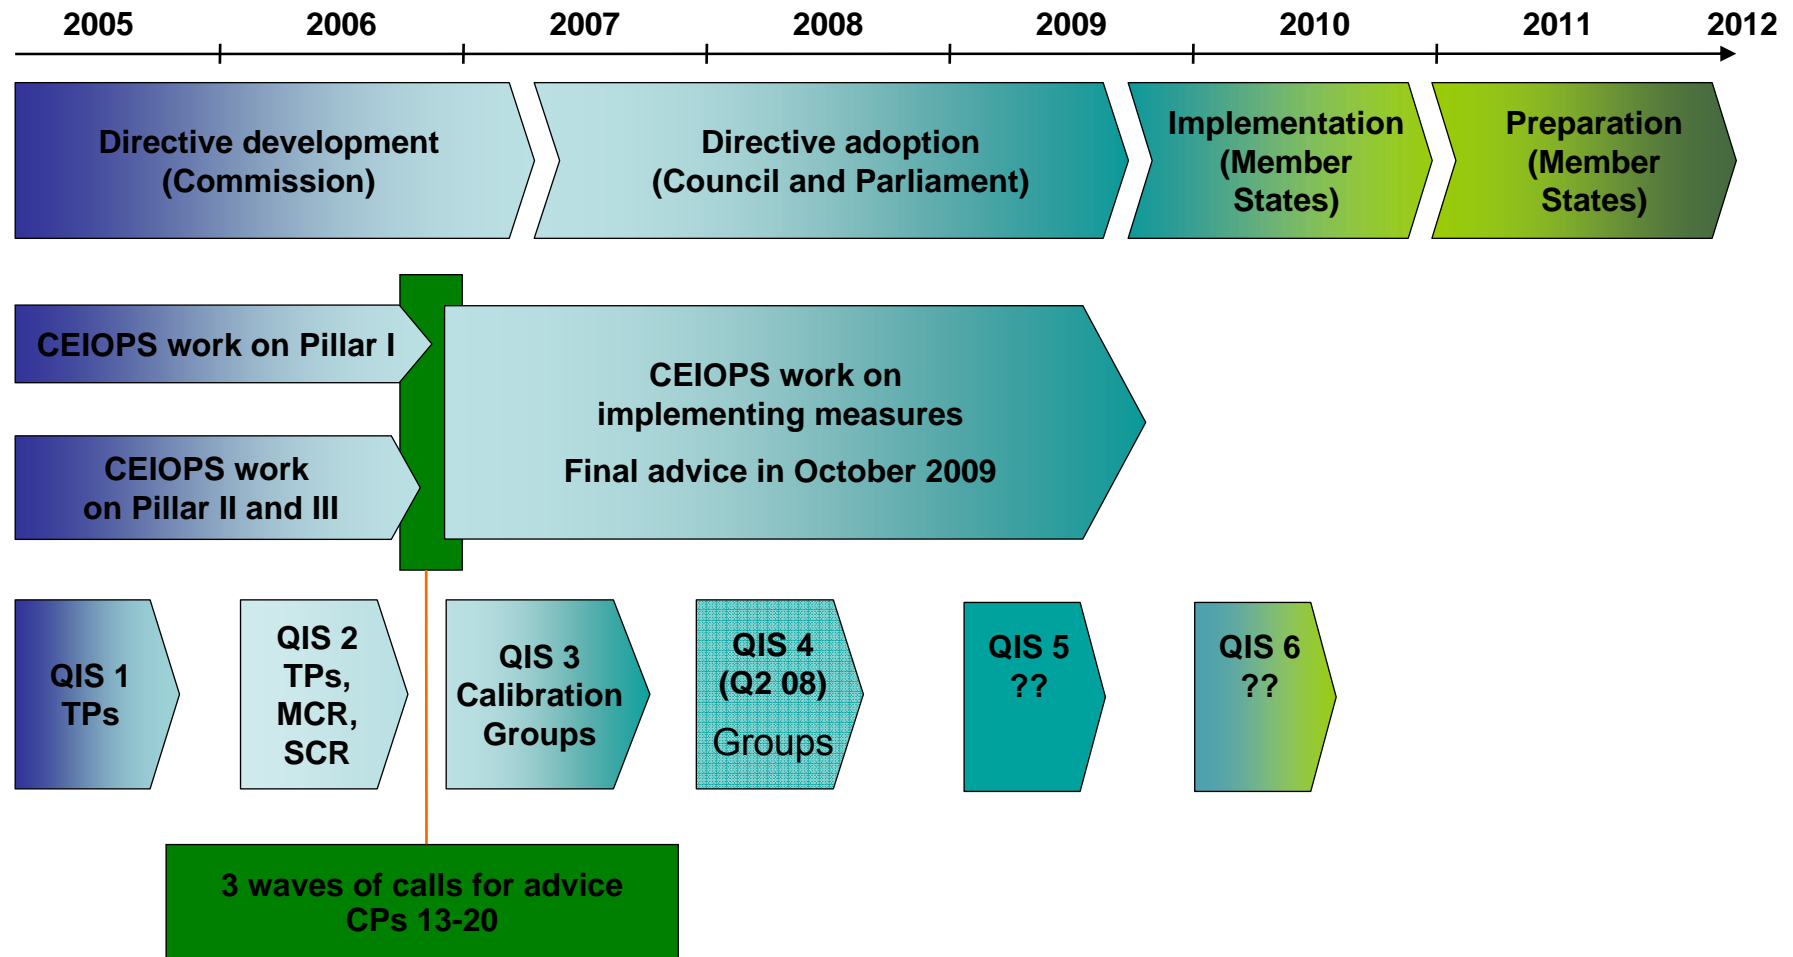 2005 2006 2007 2008 2009 2010 2011 2012
Directive development
(Commission)
Directive adoption
(Council and Parliament)
Implementation
(Member
States)
Preparation
(Member
States)
CEIOPS work on Pillar I
CEIOPS work
on Pillar II and III
CEIOPS work on
implementing measures
Final advice in October 2009
QIS 1
TPs
QIS 2
TPs,
MCR,
SCR
QIS 3
Calibration
Groups
QIS 4
(Q2 08)
Groups
QIS 5
??
QIS 6
??
3 waves of calls for advice
CPs 13-20